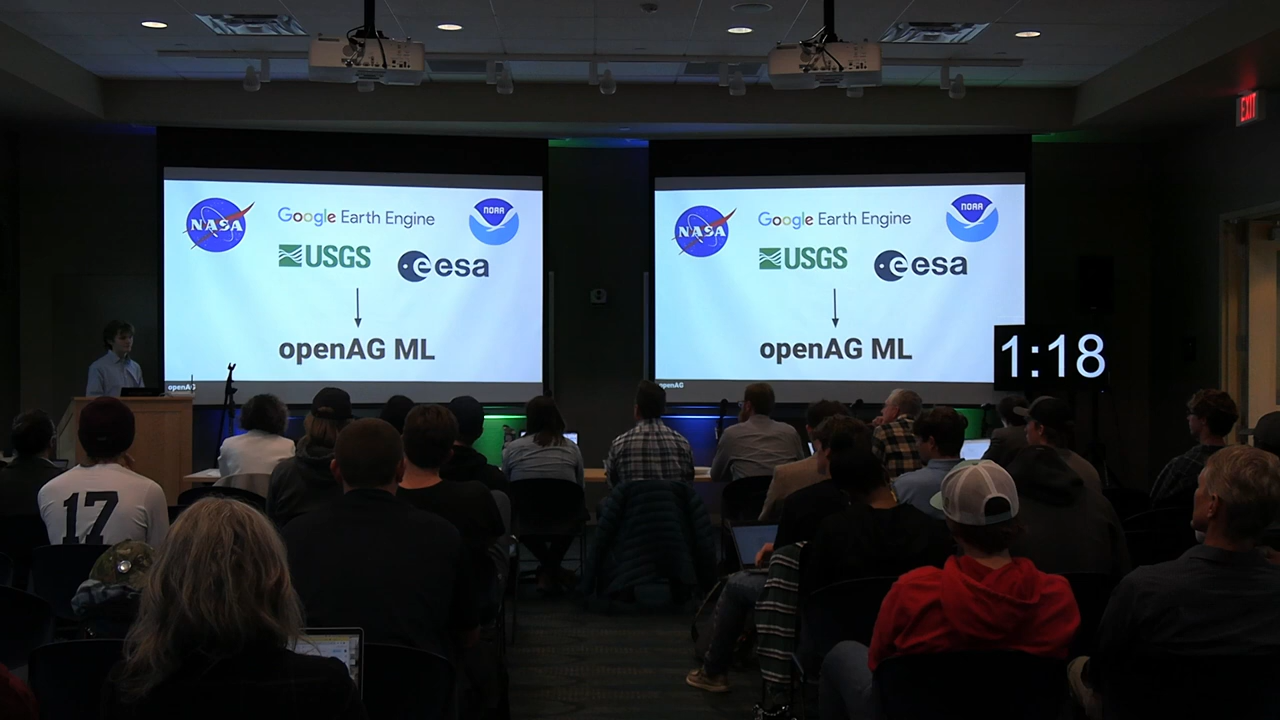 NASA
Google Earth Engine
NOAA
USGS
esa
openAG ML
openAG
NASA
Google Earth Engine
NOAA
USGS
esa
openAG ML
openAG
1:18
EXIT
17